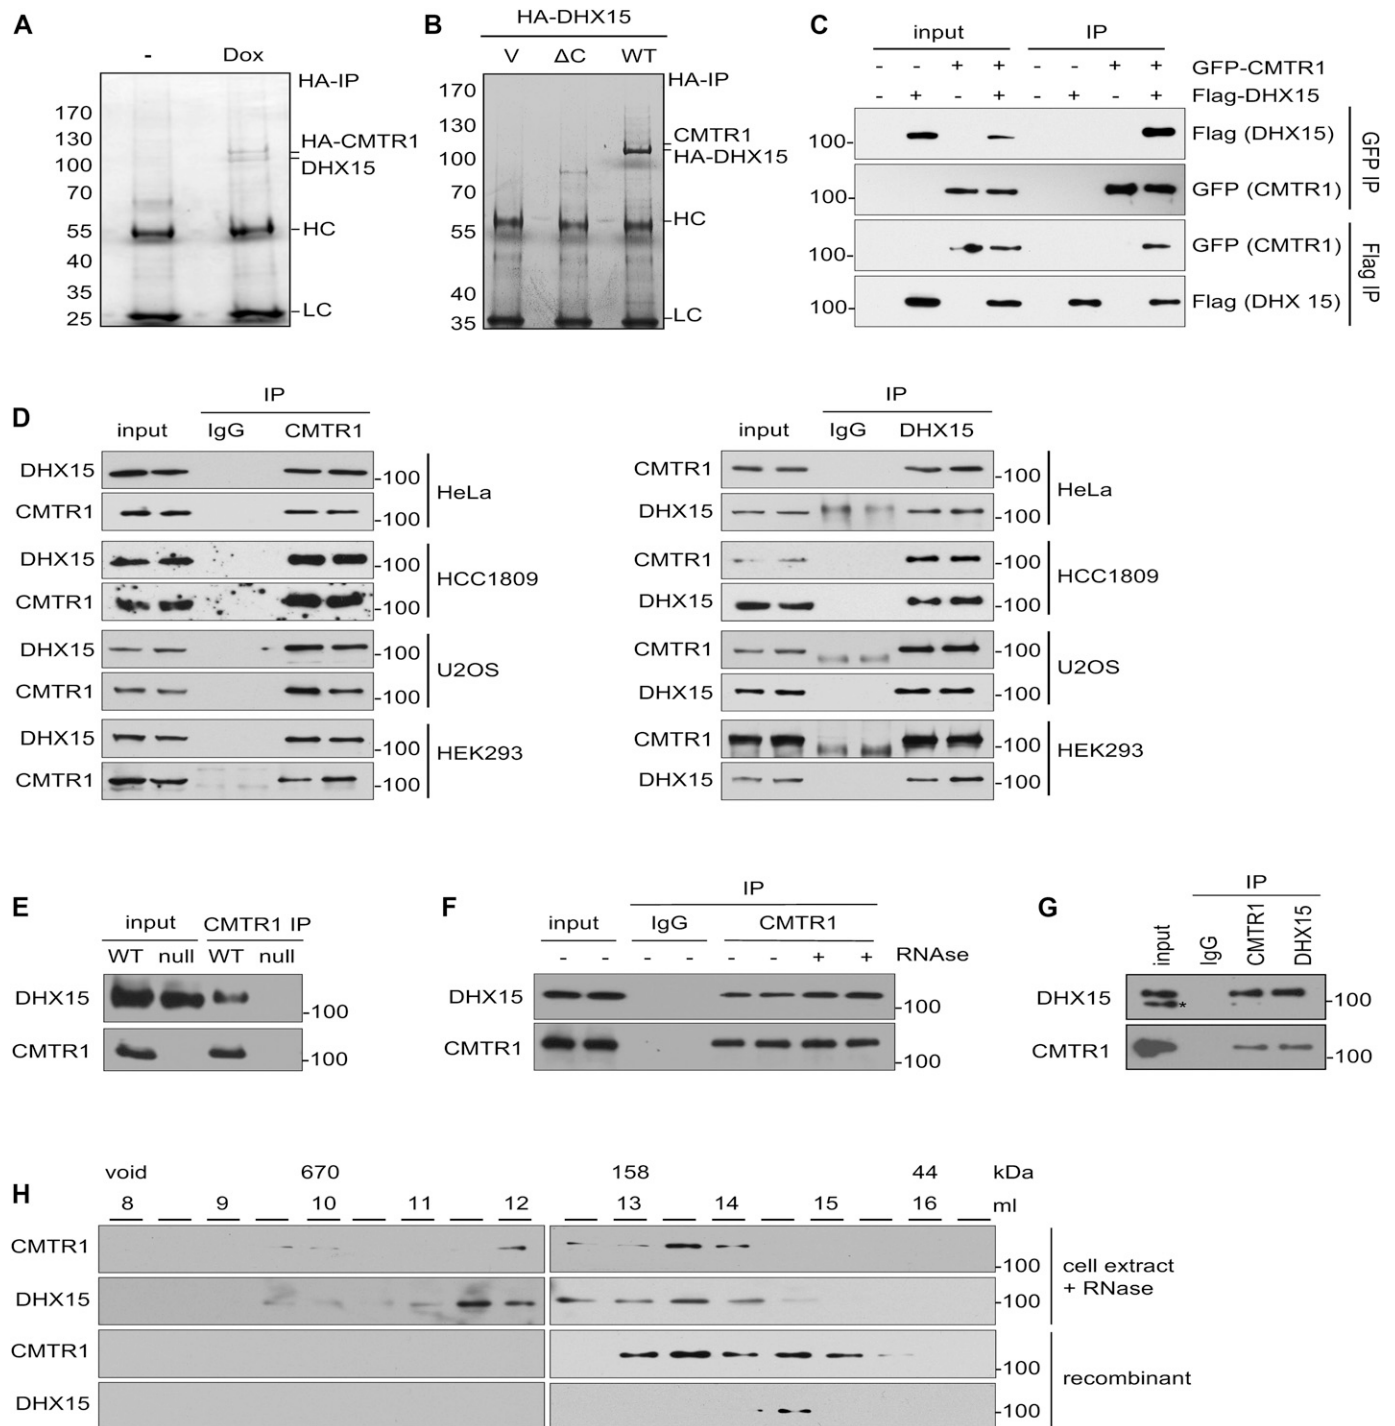 A
- Dox
HA-IP
170
130
100
70
55
40
35
25
HA-CMTR1
DHX15
HC
LC
B
HA-DHX15
V ΔC WT
HA-IP
170
130
100
70
55
40
35
CMTR1
HA-DHX15
HC
LC
C
input IP
- - + + - - + + GFP-CMTR1
- + - + - + - + Flag-DHX15
100- Flag (DHX15)
100- GFP (CMTR1)
GFP IP
100- GFP (CMTR1)
100- Flag (DHX 15)
Flag IP
D
IP
input IgG CMTR1
DHX15 -100
CMTR1 -100
HeLa
DHX15 -100
CMTR1 -100
HCC1809
DHX15 -100
CMTR1 -100
U2OS
DHX15 -100
CMTR1 -100
HEK293
IP
input IgG DHX15
CMTR1 -100
DHX15 -100
HeLa
CMTR1 -100
DHX15 -100
HCC1809
CMTR1 -100
DHX15 -100
U2OS
CMTR1 -100
DHX15 -100
HEK293
E
input CMTR1 IP
WT null WT null
DHX15 -100
CMTR1 -100
F
IP
input IgG CMTR1
- - - - - - + + RNAse
DHX15 -100
CMTR1 -100
G
IP
input IgG CMTR1 DHX15
DHX15 * -100
CMTR1 -100
H
void 670 158 44 kDa
8 9 10 11 12 13 14 15 16 ml
CMTR1 -100
DHX15 -100
cell extract
+ RNase
CMTR1 -100
DHX15 -100
recombinant